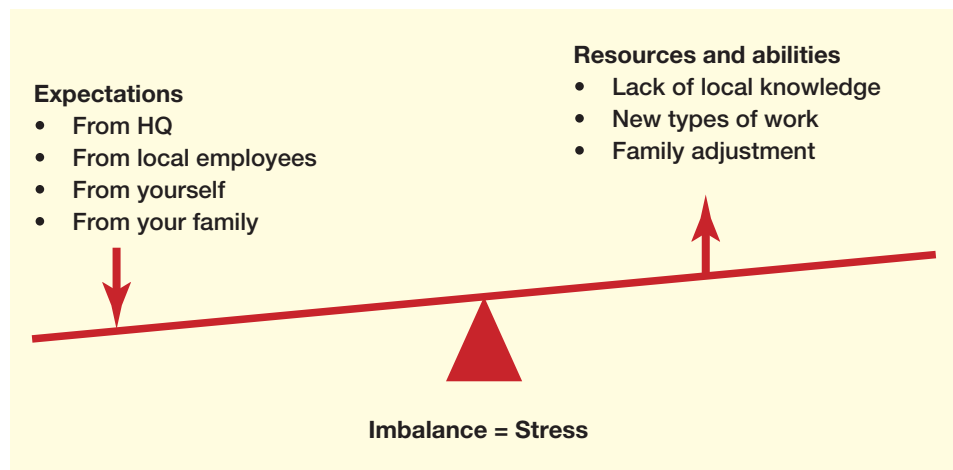 Expectations
• From HQ
• From local employees
• From yourself
• From your family
Resources and abilities
• Lack of local knowledge
• New types of work
• Family adjustment
Imbalance = Stress